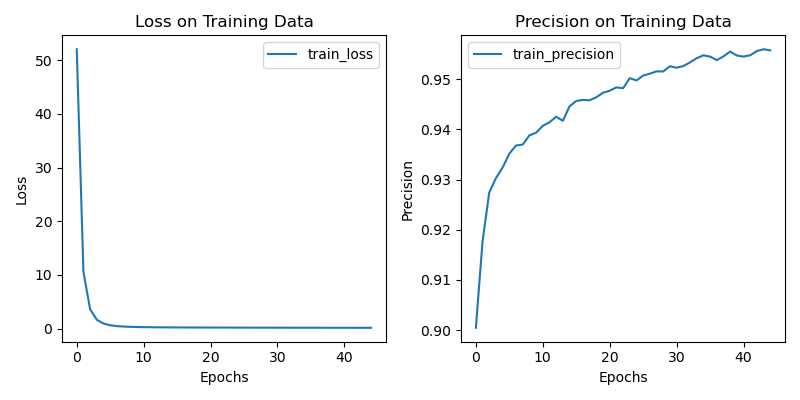 Loss on Training Data
50
40
30
20
10
0
Loss
train_loss
0 10 20 30 40
Epochs
Precision on Training Data
0.95
0.94
0.93
0.92
0.91
0.90
Precision
train_precision
0 10 20 30 40
Epochs